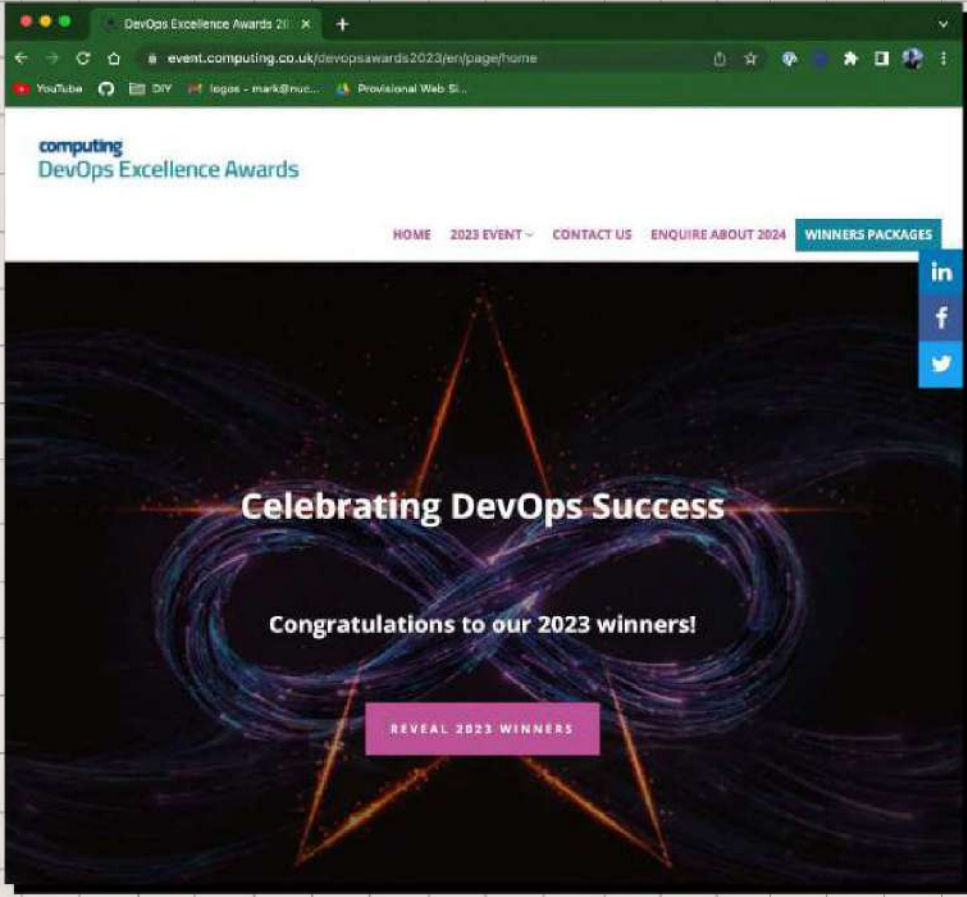 DevOps Excellence Awards 20
event.computing.co.uk/devopsawards2023/en/page/home
YouTube DIY logos - mark@nuc... Provisional Web Si...
computing
DevOps Excellence Awards
HOME 2023 EVENT CONTACT US ENQUIRE ABOUT 2024 WINNERS PACKAGES
in
f
Celebrating DevOps Success
Congratulations to our 2023 winners!
REVEAL 2023 WINNERS